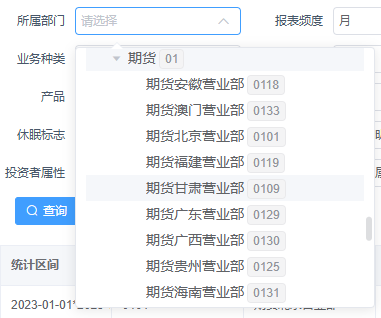 所属部门 请选择 报表频度 月
业务种类
期货 01
期货安徽营业部 0118
产品
期货澳门营业部 0133
休眠标志 期货北京营业部 0101
期货福建营业部 0119
投资者属性
期货甘肃营业部 0109
查询 期货广东营业部 0129
期货广西营业部 0130
统计区间 期货贵州营业部 0125
期货海南营业部 0131
2023-01-01*